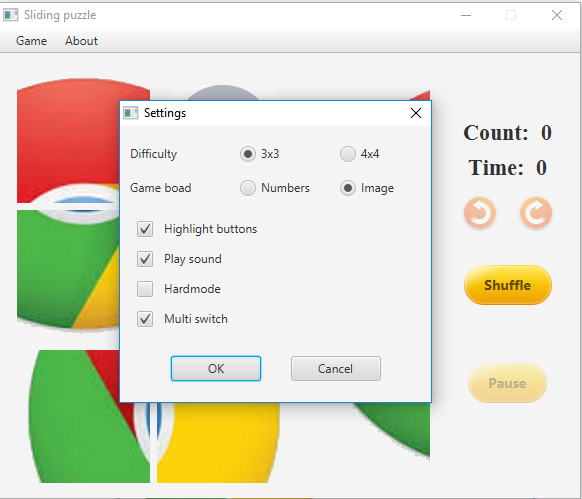 Sliding puzzle
Game About
Settings
Difficulty 3x3 4x4
Game boad Numbers Image
Highlight buttons
Play sound
Hardmode
Multi switch
OK Cancel
Count: 0
Time: 0
Shuffle
Pause